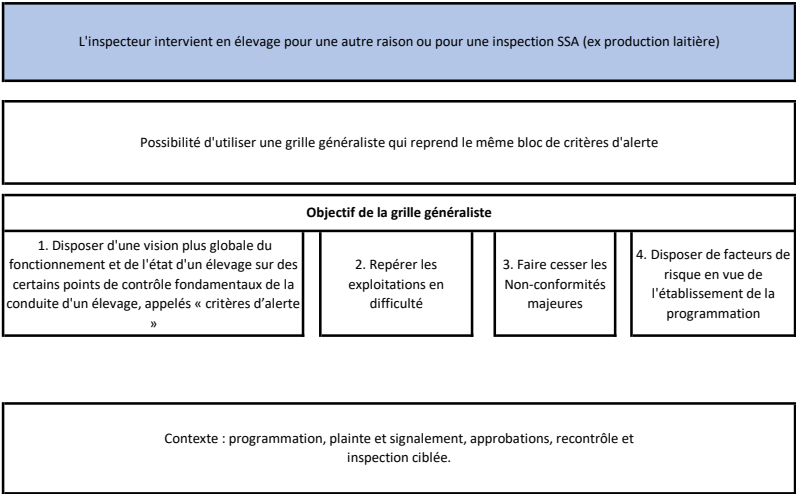 L'inspecteur intervient en élevage pour une autre raison ou pour une inspection SSA (ex production laitière)
Possibilité d'utiliser une grille généraliste qui reprend le même bloc de critères d'alerte
Objectif de la grille généraliste
1. Disposer d'une vision plus globale du
fonctionnement et de l'état d'un élevage sur des
certains points de contrôle fondamentaux de la
conduite d'un élevage, appelés « critères d’alerte
»
2. Repérer les
exploitations en
difficulté
3. Faire cesser les
Non-conformités
majeures
4. Disposer de facteurs de
risque en vue de
l'établissement de la
programmation
Contexte : programmation, plainte et signalement, approbations, recontrôle et
inspection ciblée.